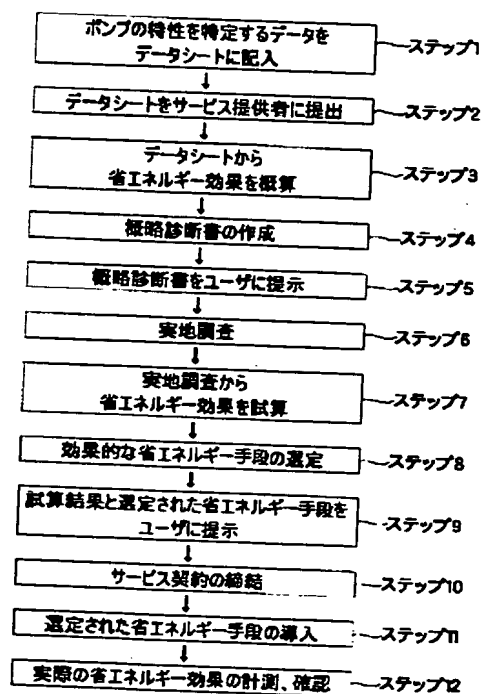 ポンプの特性を特定するデータを
データシートに記入
ステップ1
データシートをサービス提供者に提出
ステップ2
データシートから
省エネルギー効果を概算
ステップ3
概略診断書の作成
ステップ4
概略診断書をユーザに提示
ステップ5
実地調査
ステップ6
実地調査から
省エネルギー効果を試算
ステップ7
効果的な省エネルギー手段の選定
ステップ8
試算結果と選定された省エネルギー手段を
ユーザに提示
ステップ9
サービス契約の締結
ステップ10
選定された省エネルギー手段の導入
ステップ11
実際の省エネルギー効果の計測、確認
ステップ12